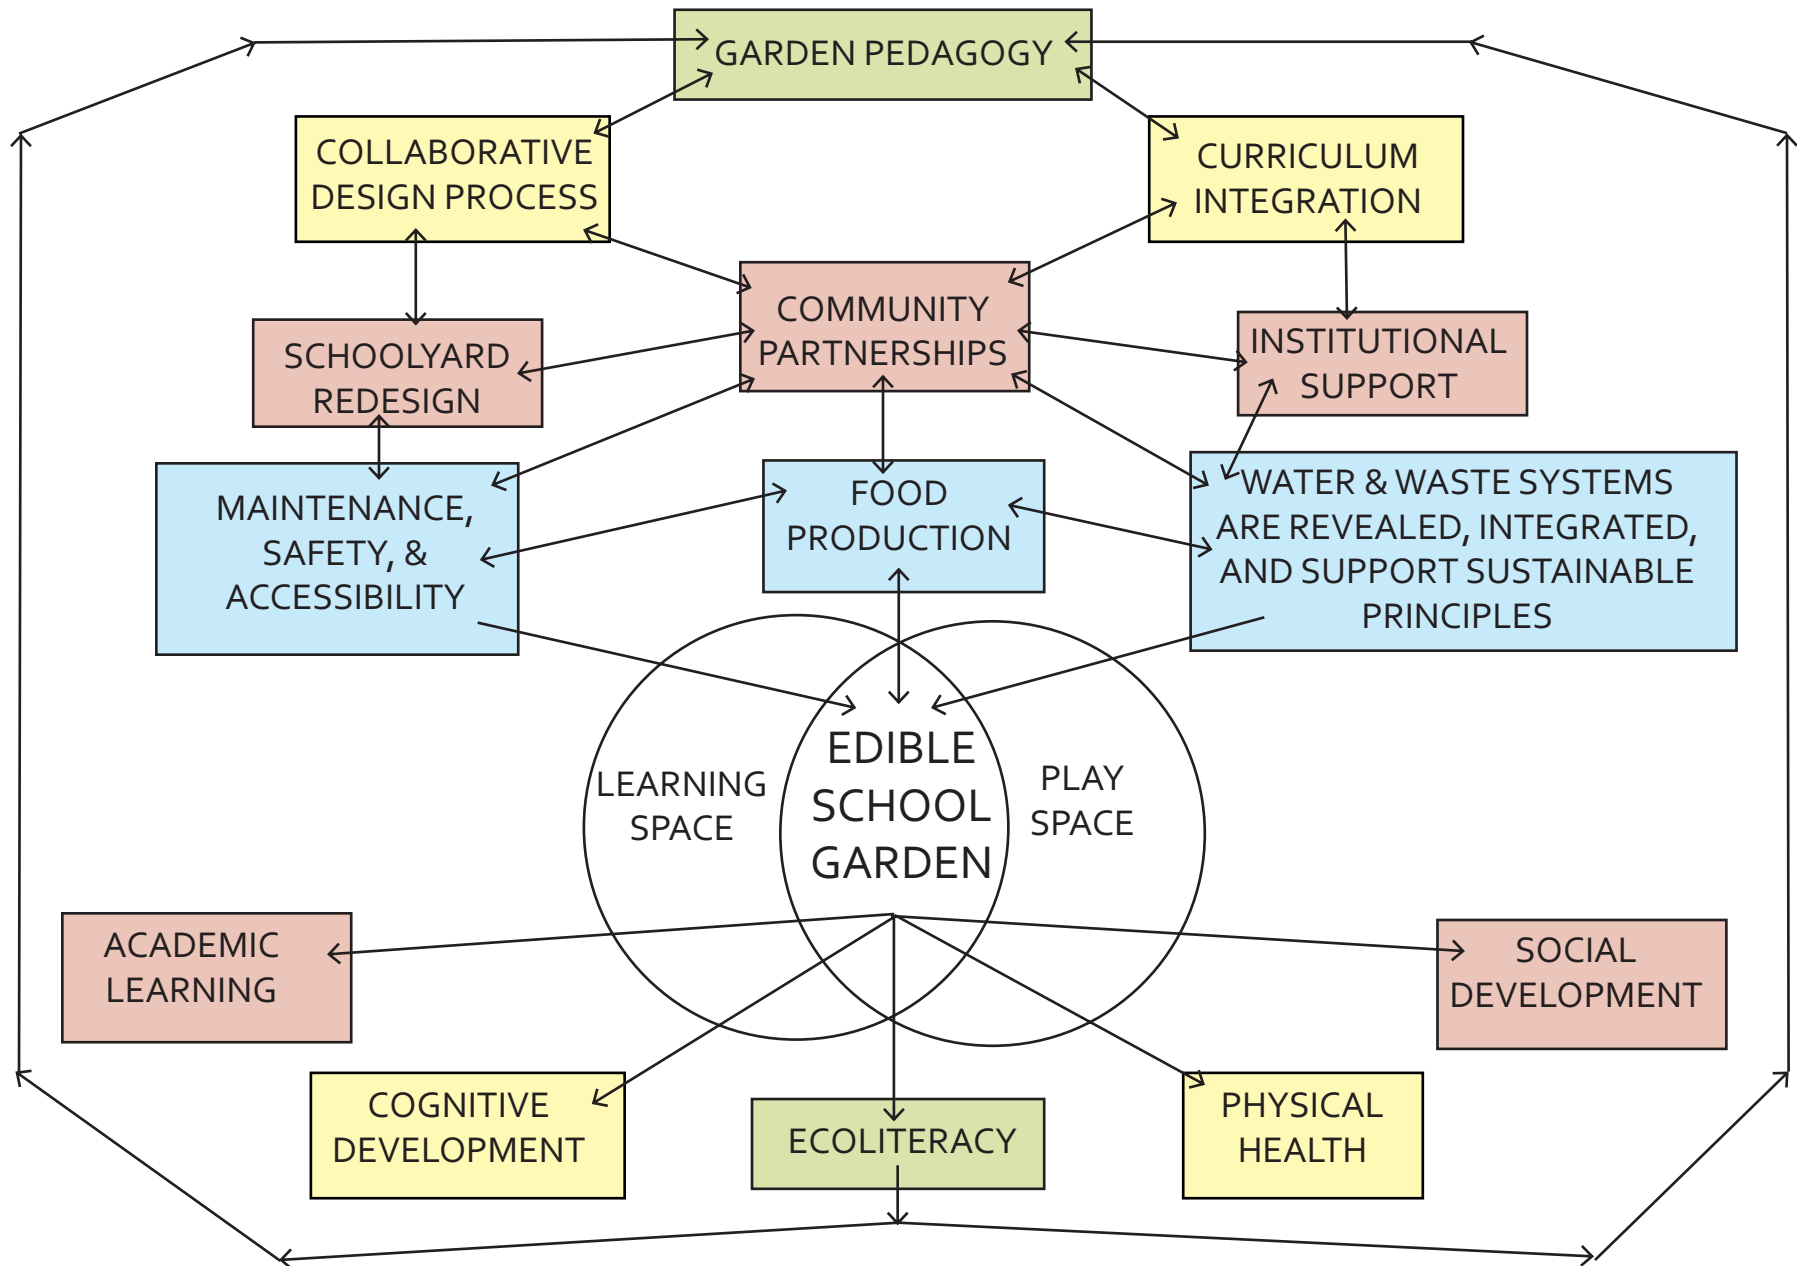 GARDEN PEDAGOGY
COLLABORATIVE
DESIGN PROCESS
CURRICULUM
INTEGRATION
COMMUNITY
PARTNERSHIPS
SCHOOLYARD
REDESIGN
INSTITUTIONAL
SUPPORT
MAINTENANCE,
SAFETY, &
ACCESSIBILITY
FOOD
PRODUCTION
WATER & WASTE SYSTEMS
ARE REVEALED, INTEGRATED,
AND SUPPORT SUSTAINABLE
PRINCIPLES
LEARNING
SPACE
EDIBLE
SCHOOL
GARDEN
PLAY
SPACE
ACADEMIC
LEARNING
SOCIAL
DEVELOPMENT
COGNITIVE
DEVELOPMENT
ECOLITERACY
PHYSICAL
HEALTH